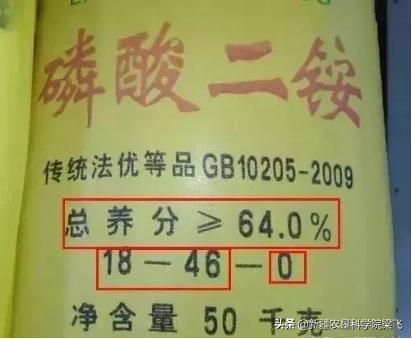 磷酸二铵
传统法优等品GB10205-2009
总养分≥64.0%
18—46—0
净含量 50 千克
头条 @新疆农垦科学院梁飞